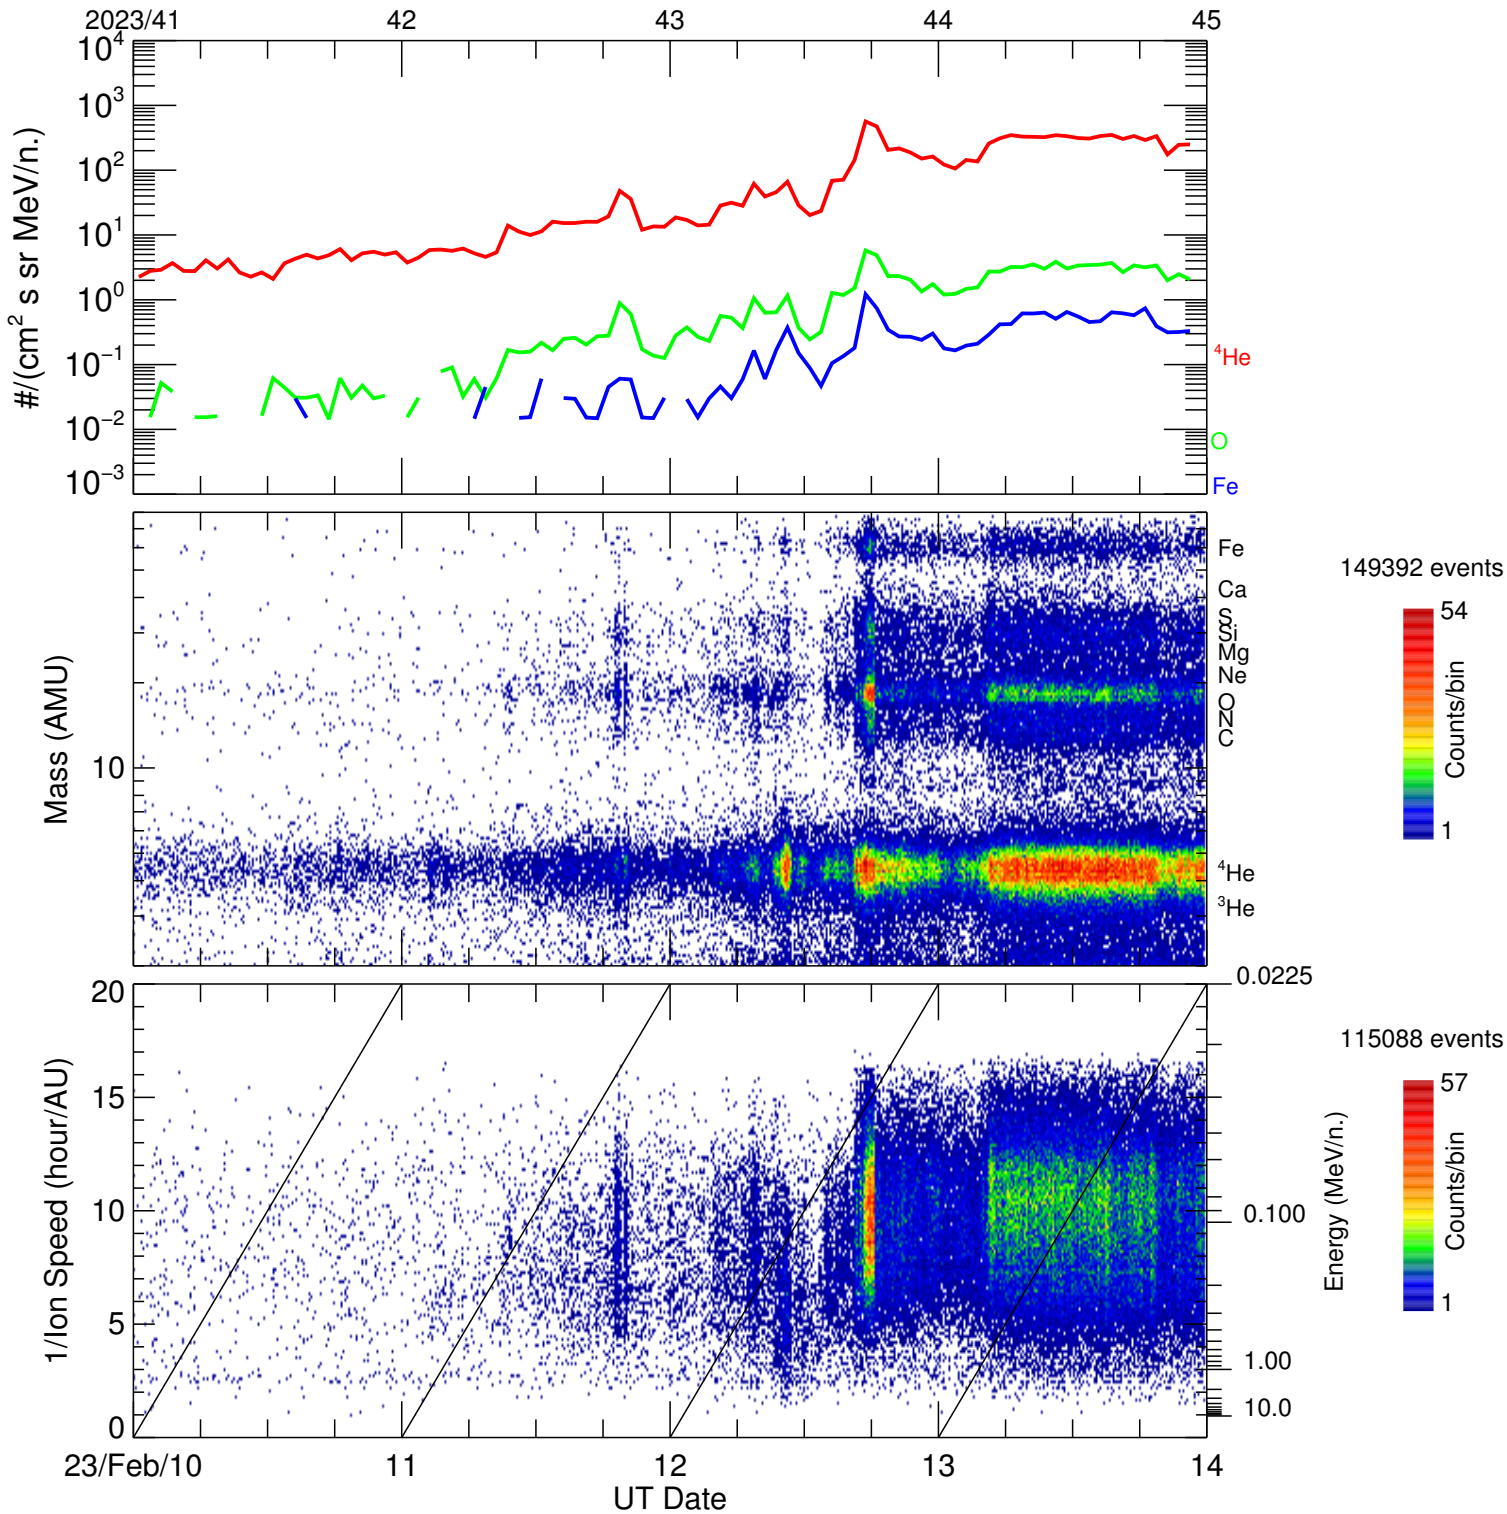 2023/41 42 43 44 45
10⁴
10³
10²
10¹
10⁰
10⁻¹
10⁻²
10⁻³
#/(cm² s sr MeV/n.)
⁴He
O
Fe
Mass (AMU)
10
Fe
Ca
S
Si
Mg
Ne
O
N
C
⁴He
³He
149392 events
54
Counts/bin
1
1/Ion Speed (hour/AU)
20
15
10
5
0
0.0225
0.100
1.00
10.0
Energy (MeV/n.)
115088 events
57
Counts/bin
1
23/Feb/10 11 12 13 14
UT Date